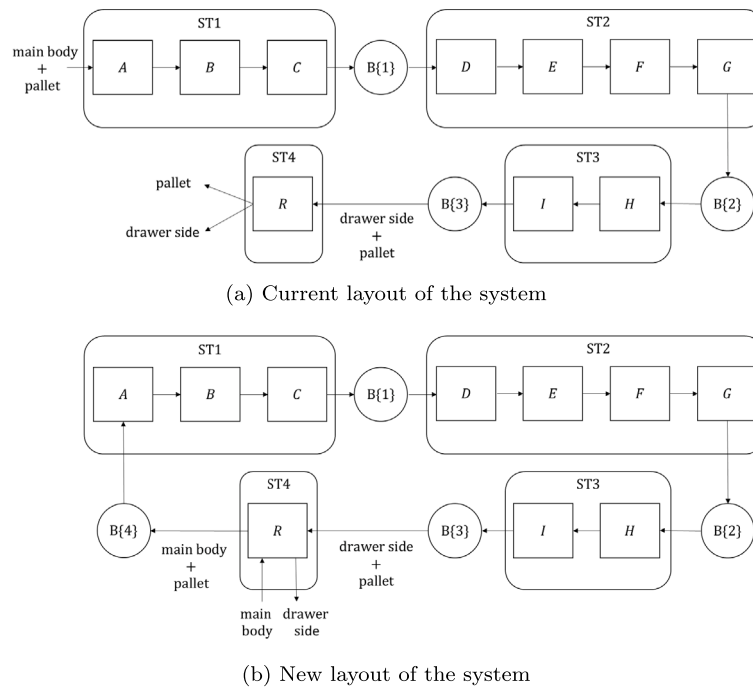 ST1
ST2
main body
+
pallet
A
B
C
B{1}
D
E
F
G
ST4
ST3
pallet
drawer side
R
drawer side
+
pallet
B{3}
I
H
B{2}
(a) Current layout of the system
ST1
ST2
A
B
C
B{1}
D
E
F
G
ST4
ST3
B{4}
main body
+
pallet
R
drawer side
+
pallet
B{3}
I
H
B{2}
main
body
drawer
side
(b) New layout of the system